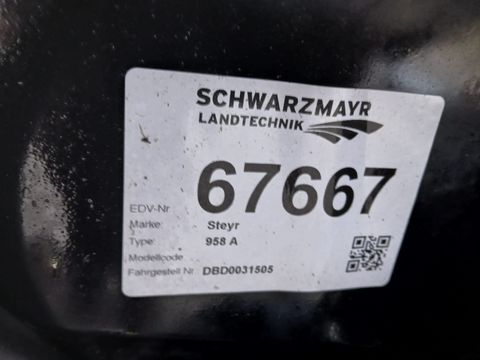 SCHWARZMAYR
LANDTECHNIK
EDV-Nr. 67667
Marke: Steyr
Type: 958 A
Modellcode
Fahrgestell Nr DBD0031505